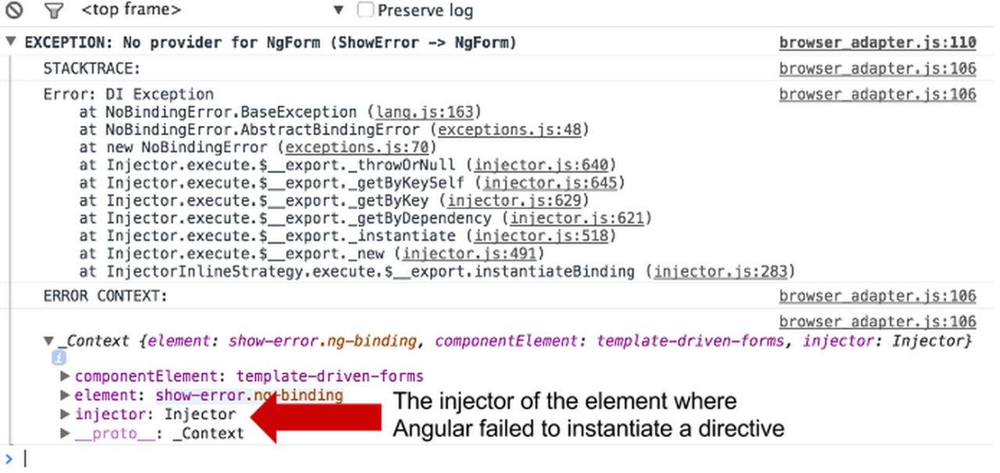 <top frame> ▼ Preserve log
▼ EXCEPTION: No provider for NgForm (ShowError -> NgForm) browser_adapter.js:110
STACKTRACE: browser_adapter.js:106
Error: DI Exception browser_adapter.js:106
at NoBindingError.BaseException (lang.js:163)
at NoBindingError.AbstractBindingError (exceptions.js:48)
at new NoBindingError (exceptions.js:70)
at Injector.execute.$__export._throwOrNull (injector.js:640)
at Injector.execute.$__export._getByKeySelf (injector.js:645)
at Injector.execute.$__export._getByKey (injector.js:629)
at Injector.execute.$__export._getByDependency (injector.js:621)
at Injector.execute.$__export._instantiate (injector.js:518)
at Injector.execute.$__export._new (injector.js:491)
at InjectorInlineStrategy.execute.$__export.instantiateBinding (injector.js:283)
ERROR CONTEXT: browser_adapter.js:106
browser_adapter.js:106
▼_Context {element: show-error.ng-binding, componentElement: template-driven-forms, injector: Injector}
i
▶ componentElement: template-driven-forms
▶ element: show-error.ng-binding
▶ injector: Injector
▶ __proto__: _Context
The injector of the element where
Angular failed to instantiate a directive
>